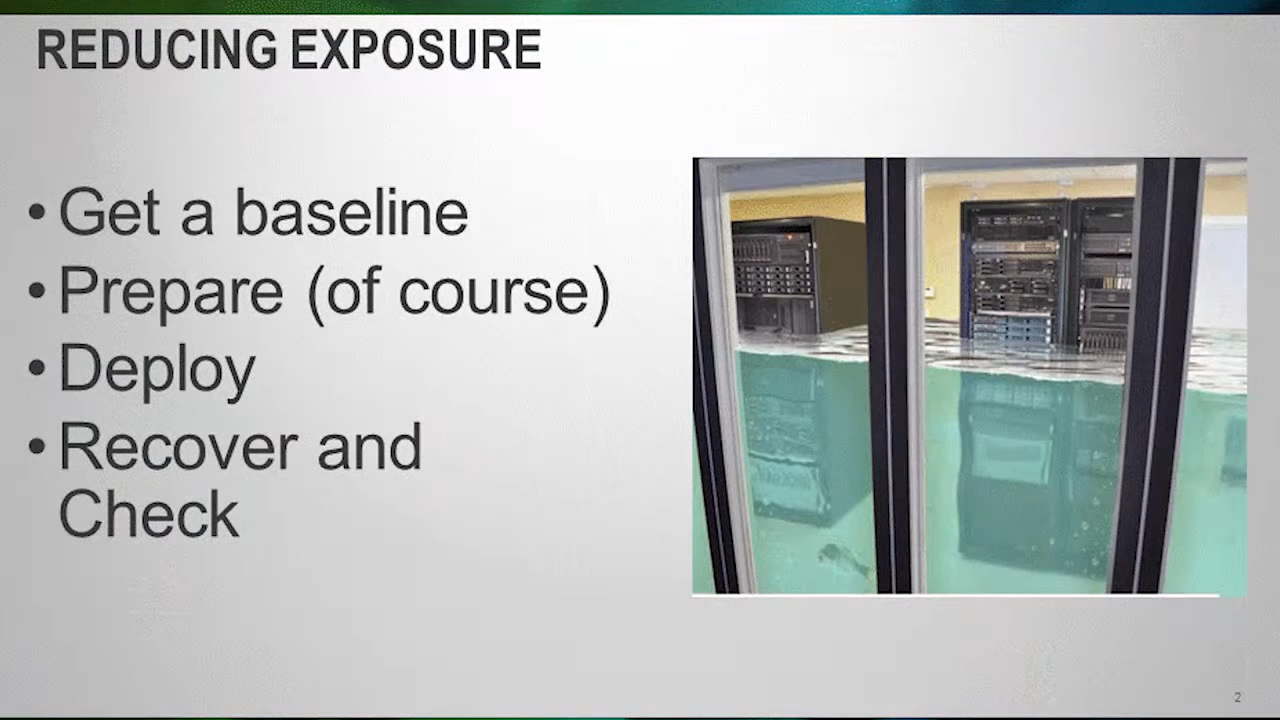 REDUCING EXPOSURE
• Get a baseline
• Prepare (of course)
• Deploy
• Recover and
Check
2